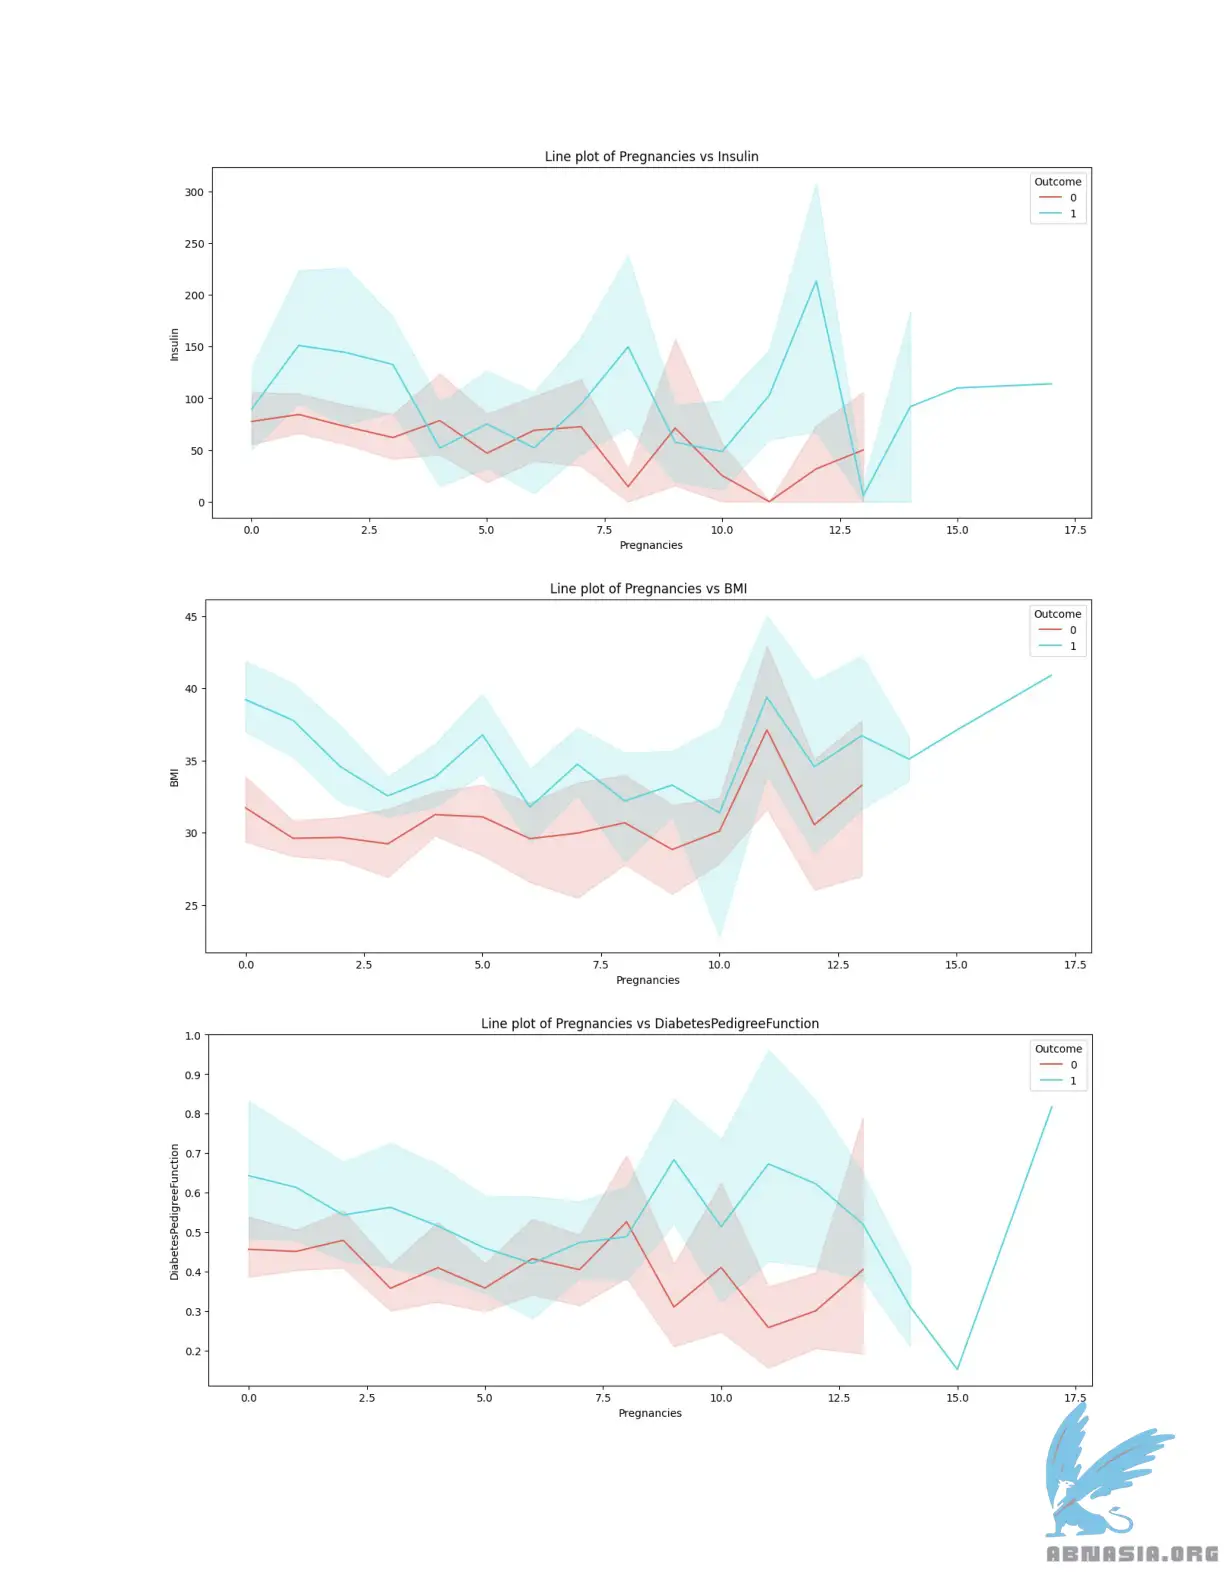 Line plot of Pregnancies vs Insulin
Outcome
0
1
300
250
200
150
100
50
0
Insulin
0.0 2.5 5.0 7.5 10.0 12.5 15.0 17.5
Pregnancies
Line plot of Pregnancies vs BMI
Outcome
0
1
45
40
35
30
25
BMI
0.0 2.5 5.0 7.5 10.0 12.5 15.0 17.5
Pregnancies
Line plot of Pregnancies vs DiabetesPedigreeFunction
Outcome
0
1
1.0
0.9
0.8
0.7
0.6
0.5
0.4
0.3
0.2
DiabetesPedigreeFunction
0.0 2.5 5.0 7.5 10.0 12.5 15.0 17.5
Pregnancies
ABNASIA.ORG